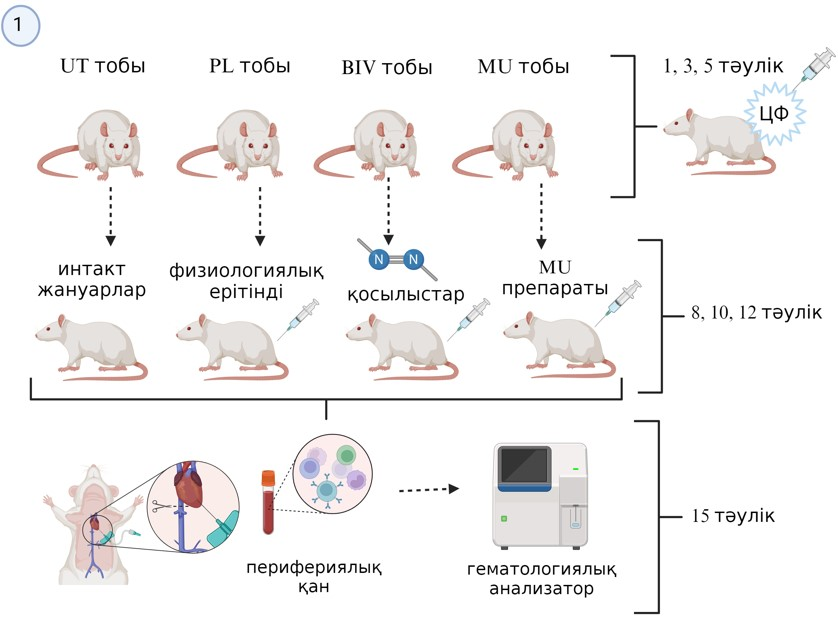 1
UT тобы
PL тобы
BIV тобы
MU тобы
1, 3, 5 тәулік
ЦФ
интакт
жануарлар
физиологиялық
ерітінді
N N
қосылыстар
MU
препараты
8, 10, 12 тәулік
перифериялық
қан
гематологиялық
анализатор
15 тәулік